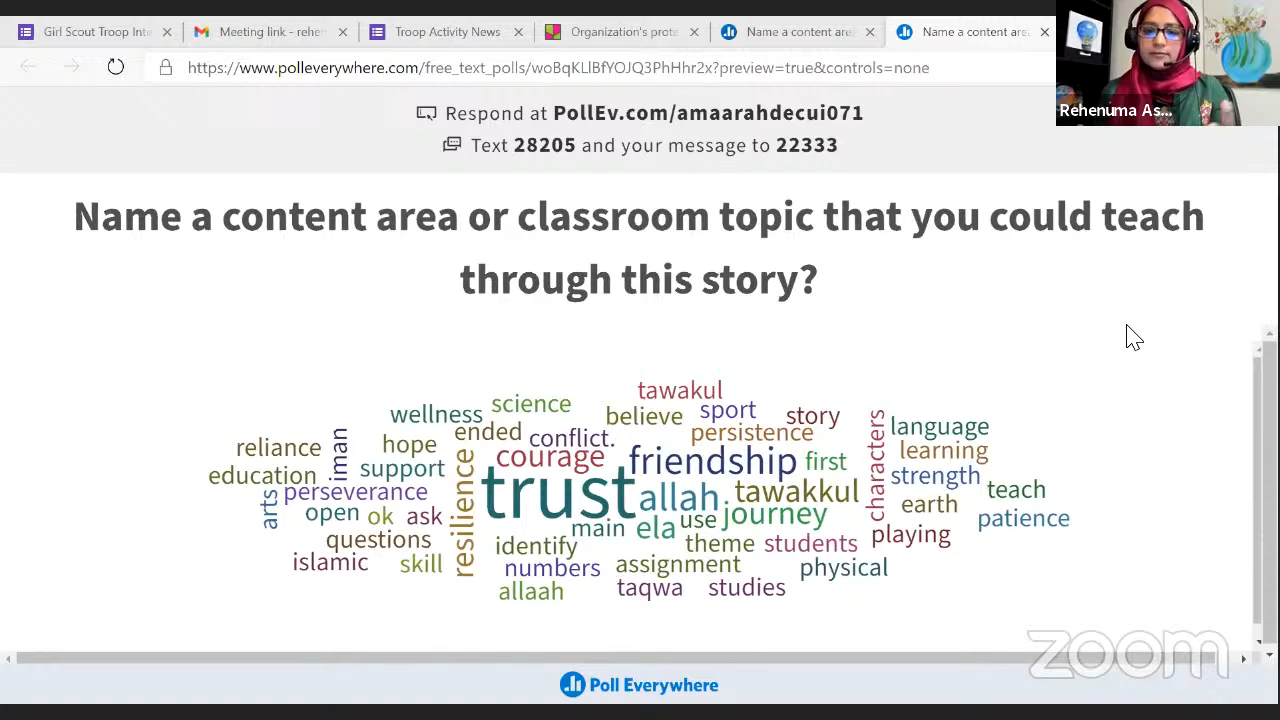 Girl Scout Troop Inte
Meeting link - rehen
Troop Activity News
Organization's prote
Name a content area
Name a content area
https://www.polleverywhere.com/free_text_polls/woBqKLlBfYOJQ3PhHhr2x?preview=true&controls=none
Rehenuma As...
Respond at PollEv.com/amaarahdecui071
Text 28205 and your message to 22333
Name a content area or classroom topic that you could teach
through this story?
tawakul
science
wellness
believe
sport
story
language
ended
conflict.
persistence
characters
reliance
iman
hope
courage
friendship
first
learning
education
support
resilience
trust
allah
tawakkul
strength
arts
perseverance
earth
teach
open
ok
ask
main
ela
use
journey
patience
questions
identify
theme
students
playing
islamic
skill
numbers
assignment
physical
allaah
taqwa
studies
zoom
Poll Everywhere